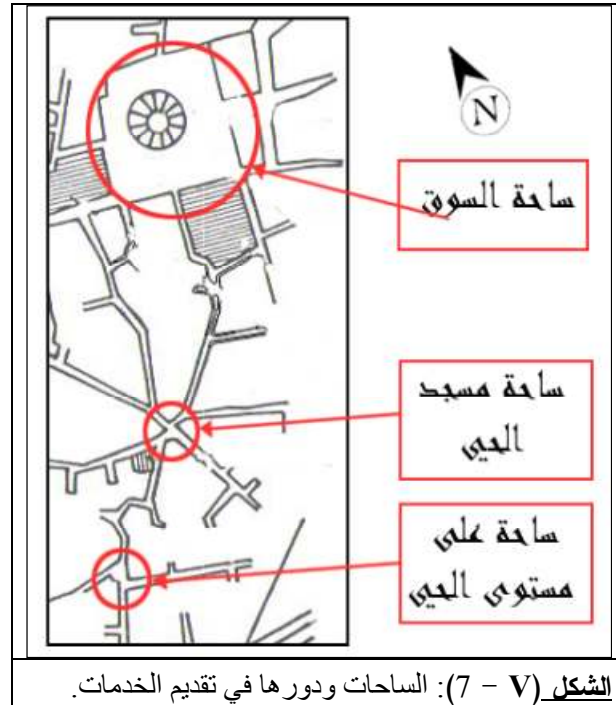 N
ساحة السوق
ساحة مسجد
الحي
ساحة على
مستوى الحي
الشكل (V – 7): الساحات ودورها في تقديم الخدمات.